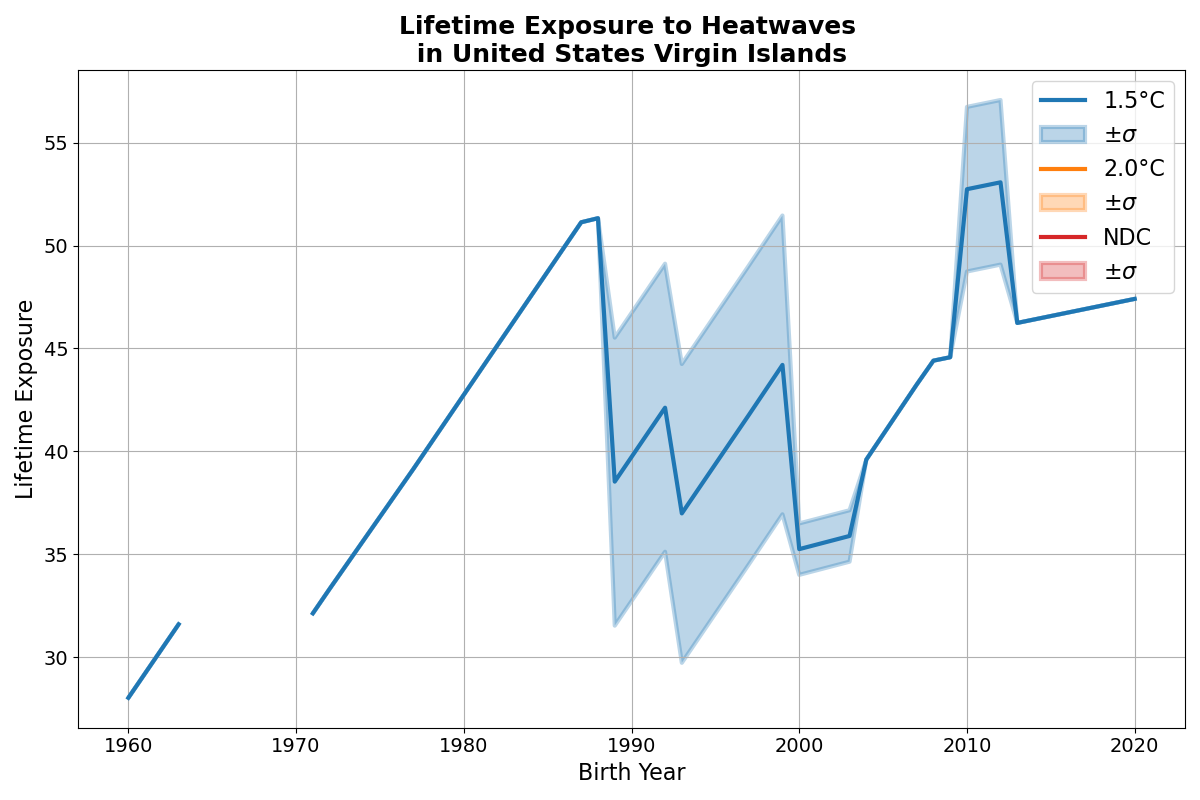 Lifetime Exposure to Heatwaves
in United States Virgin Islands
Lifetime Exposure
55
50
45
40
35
30
1960
1970
1980
1990
2000
2010
2020
Birth Year
1.5°C
±σ
2.0°C
±σ
NDC
±σ